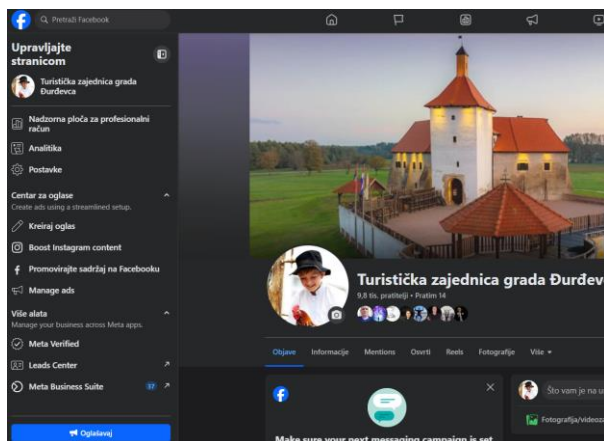 Pretraži Facebook
Upravljajte
stranicom
Turistička zajednica grada
Đurđevca
Nadzorna ploča za profesionalni
račun
Analitika
Postavke
Centar za oglase
Create ads using a streamlined setup.
Kreiraj oglas
Boost Instagram content
Promovirajte sadržaj na Facebooku
Manage ads
Više alata
Manage your business across Meta apps.
Meta Verified
Leads Center
Meta Business Suite
37
Oglašavaj
Turistička zajednica grada Đurđev
9,8 tis. pratitelji • Pratim 14
Objave Informacije Mentions Osvrti Reels Fotografije Više
Make sure your next messaging campaign is set
Što vam je na u
Fotografija/videoza